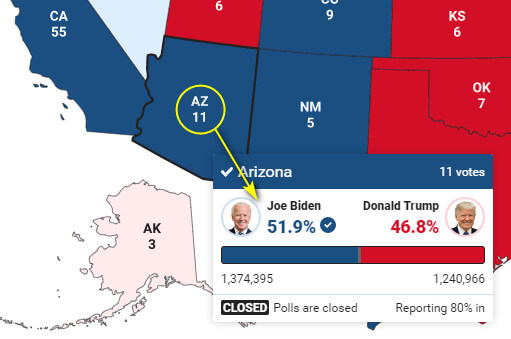 CA
55
6
CO
9
KS
6
AZ
11
NM
5
OK
7
AK
3
Arizona 11 votes
Joe Biden Donald Trump
51.9% 46.8%
1,374,395 1,240,966
CLOSED Polls are closed Reporting 80% in